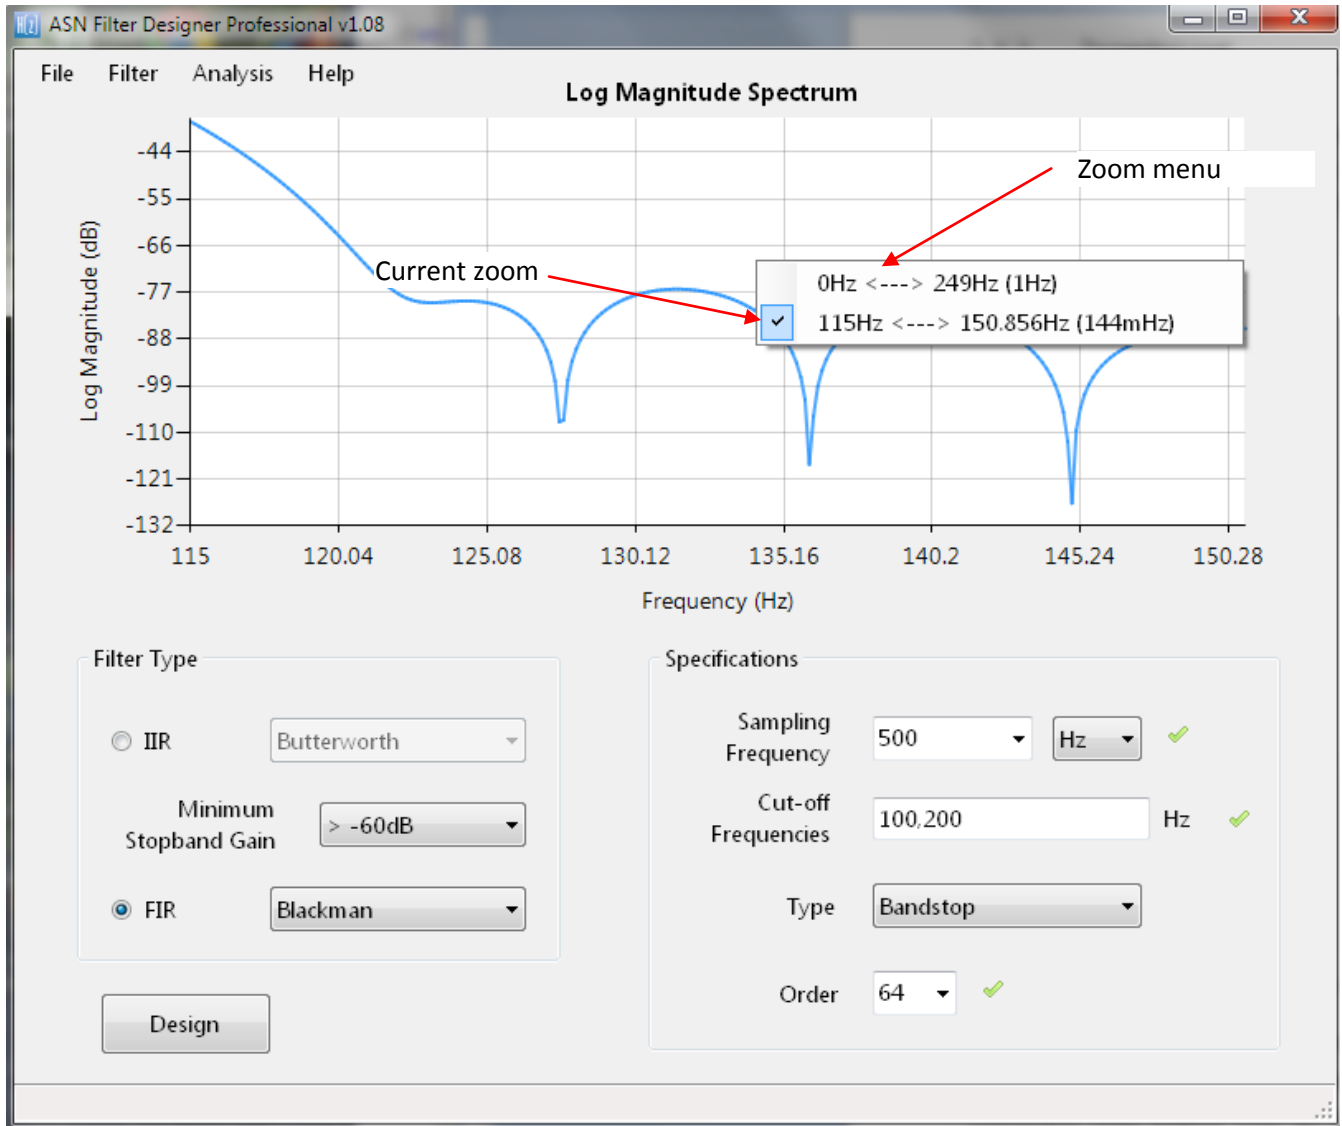 ASN Filter Designer Professional v1.08
File Filter Analysis Help
Log Magnitude Spectrum
Log Magnitude (dB)
-44
-55
-66
-77
-88
-99
-110
-121
-132
Zoom menu
Current zoom
0Hz <---> 249Hz (1Hz)
115Hz <---> 150.856Hz (144mHz)
115 120.04 125.08 130.12 135.16 140.2 145.24 150.28
Frequency (Hz)
Filter Type
IIR Butterworth
Minimum
Stopband Gain
> -60dB
FIR Blackman
Design
Specifications
Sampling
Frequency
500 Hz
Cut-off
Frequencies
100,200 Hz
Type Bandstop
Order 64